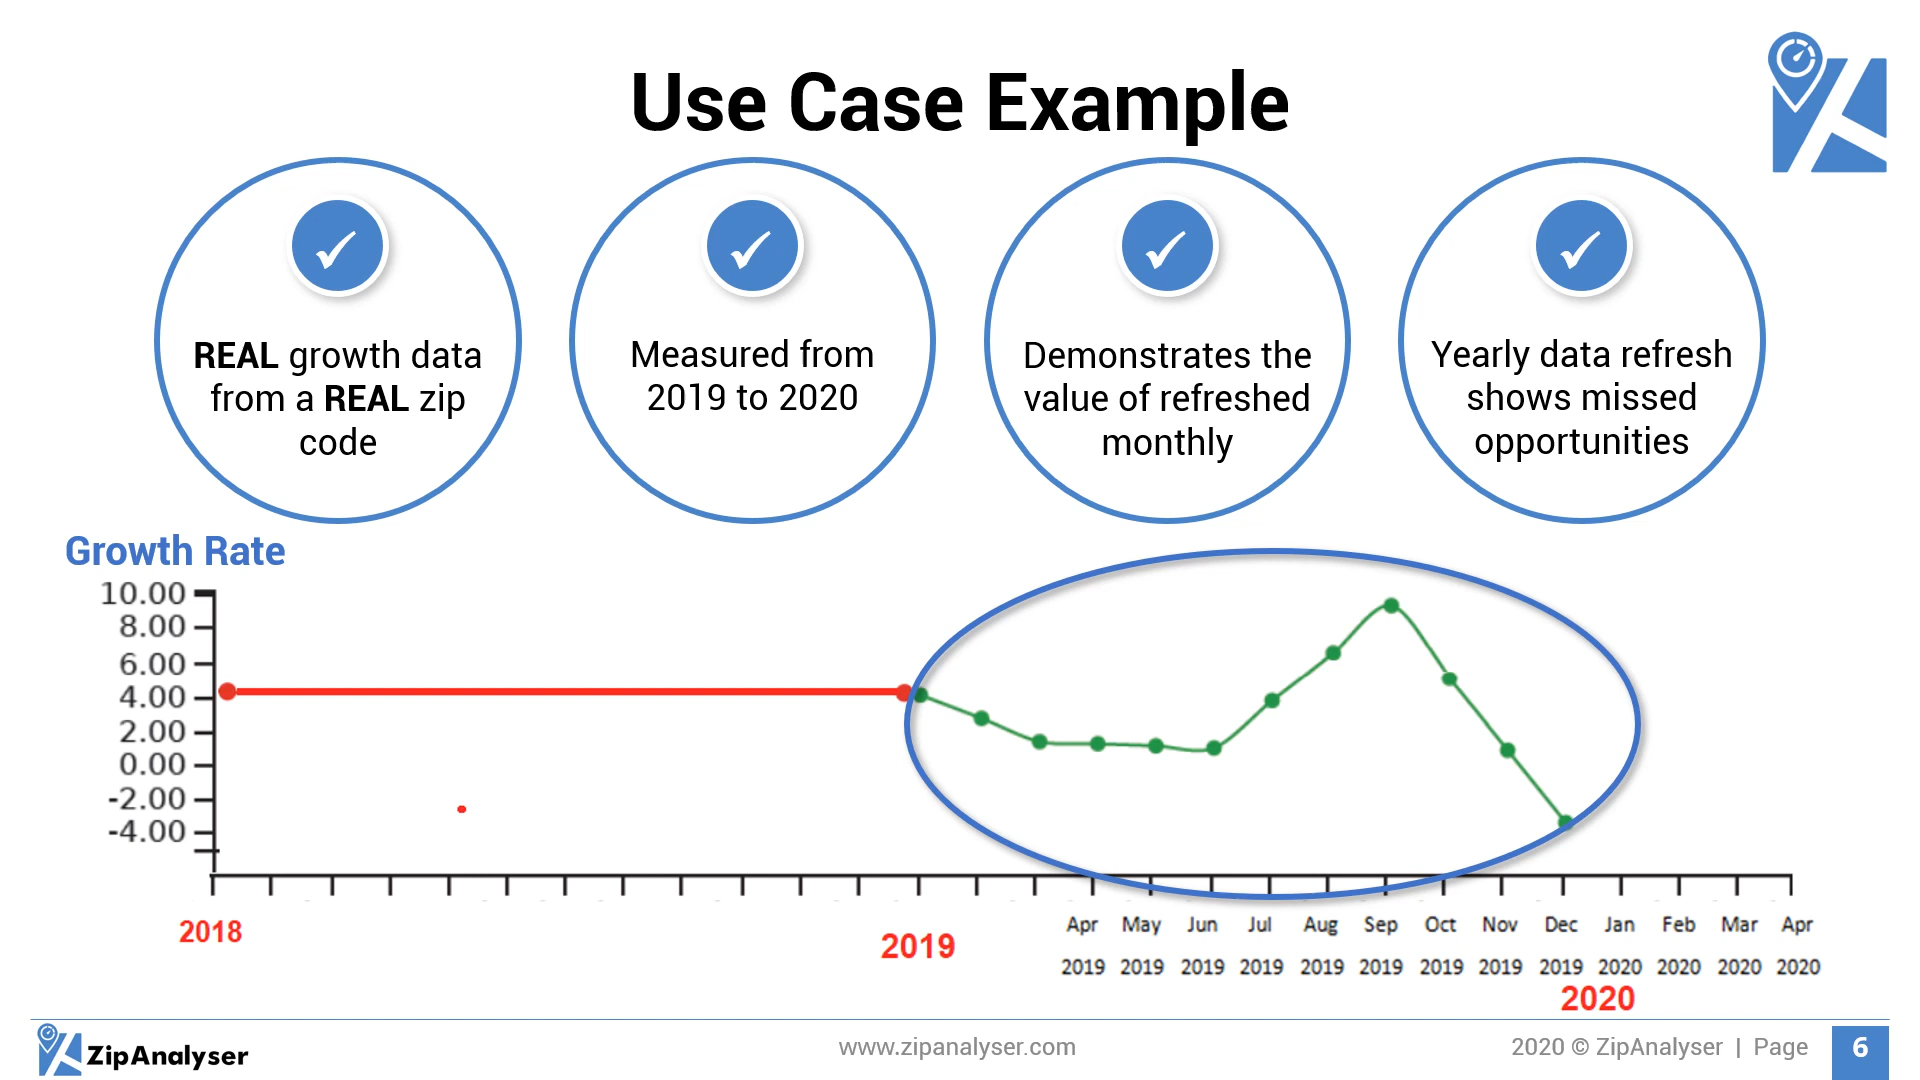 Use Case Example
REAL growth data
from a REAL zip
code
Measured from
2019 to 2020
Demonstrates the
value of refreshed
monthly
Yearly data refresh
shows missed
opportunities
Growth Rate
10.00
8.00
6.00
4.00
2.00
0.00
-2.00
-4.00
2018
2019
Apr May Jun Jul Aug Sep Oct Nov Dec Jan Feb Mar Apr
2019 2019 2019 2019 2019 2019 2019 2019 2019 2020 2020 2020 2020
2020
ZipAnalyser
www.zipanalyser.com
2020 © ZipAnalyser | Page 6